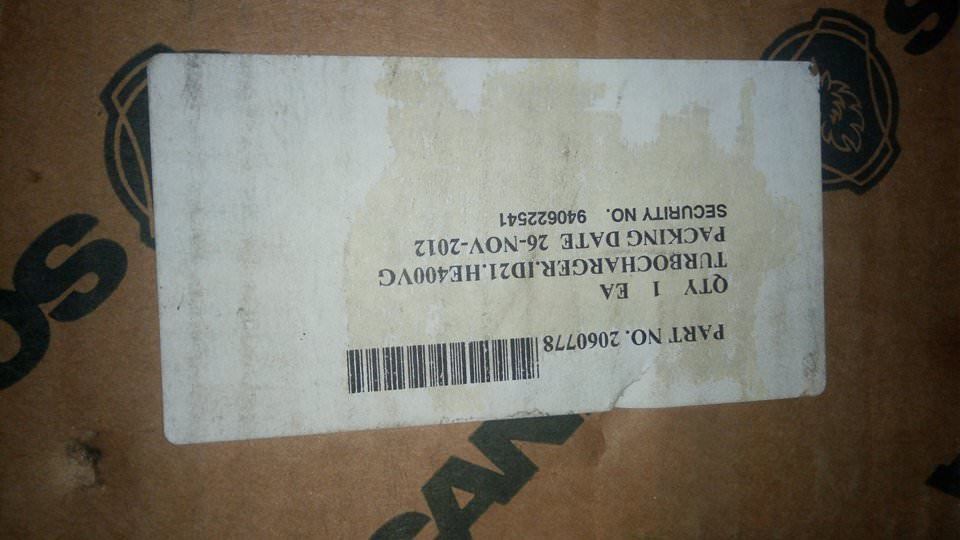 PART NO. 2060778
QTY 1 EA
TURBOCHARGER.ID21.HE400VG
PACKING DATE 26-NOV-2012
SECURITY NO. 940622541